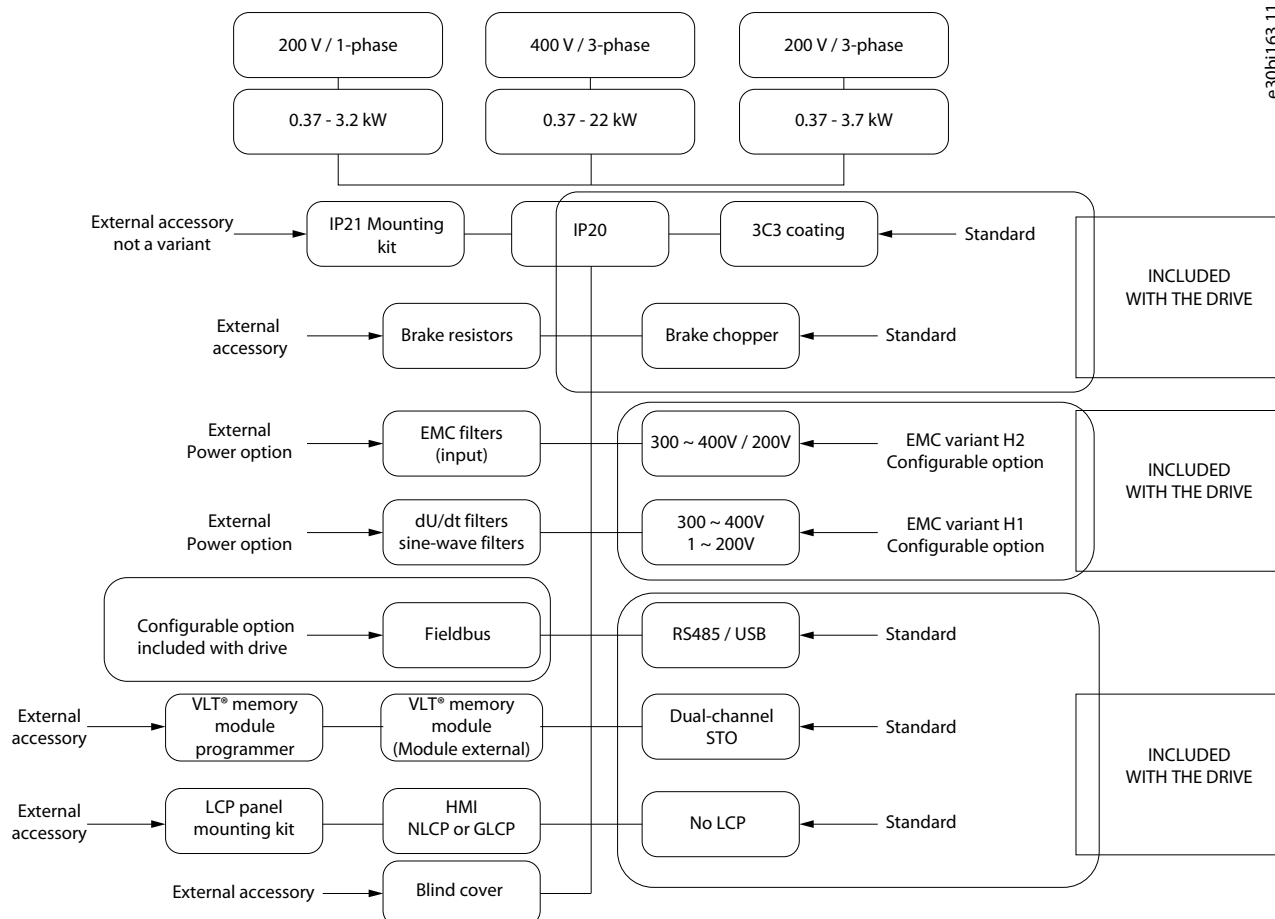 e30bj163.11
200 V / 1-phase
400 V / 3-phase
200 V / 3-phase
0.37 - 3.2 kW
0.37 - 22 kW
0.37 - 3.7 kW
External accessory
not a variant
IP21 Mounting
kit
IP20
3C3 coating
Standard
INCLUDED
WITH THE DRIVE
External
accessory
Brake resistors
Brake chopper
Standard
External
Power option
EMC filters
(input)
300 ~ 400V / 200V
EMC variant H2
Configurable option
INCLUDED
WITH THE DRIVE
External
Power option
dU/dt filters
sine-wave filters
300 ~ 400V
1 ~ 200V
EMC variant H1
Configurable option
Configurable option
included with drive
Fieldbus
RS485 / USB
Standard
External
accessory
VLT® memory
module
programmer
VLT® memory
module
(Module external)
Dual-channel
STO
Standard
INCLUDED
WITH THE DRIVE
External
accessory
LCP panel
mounting kit
HMI
NLCP or GLCP
No LCP
Standard
External accessory
Blind cover